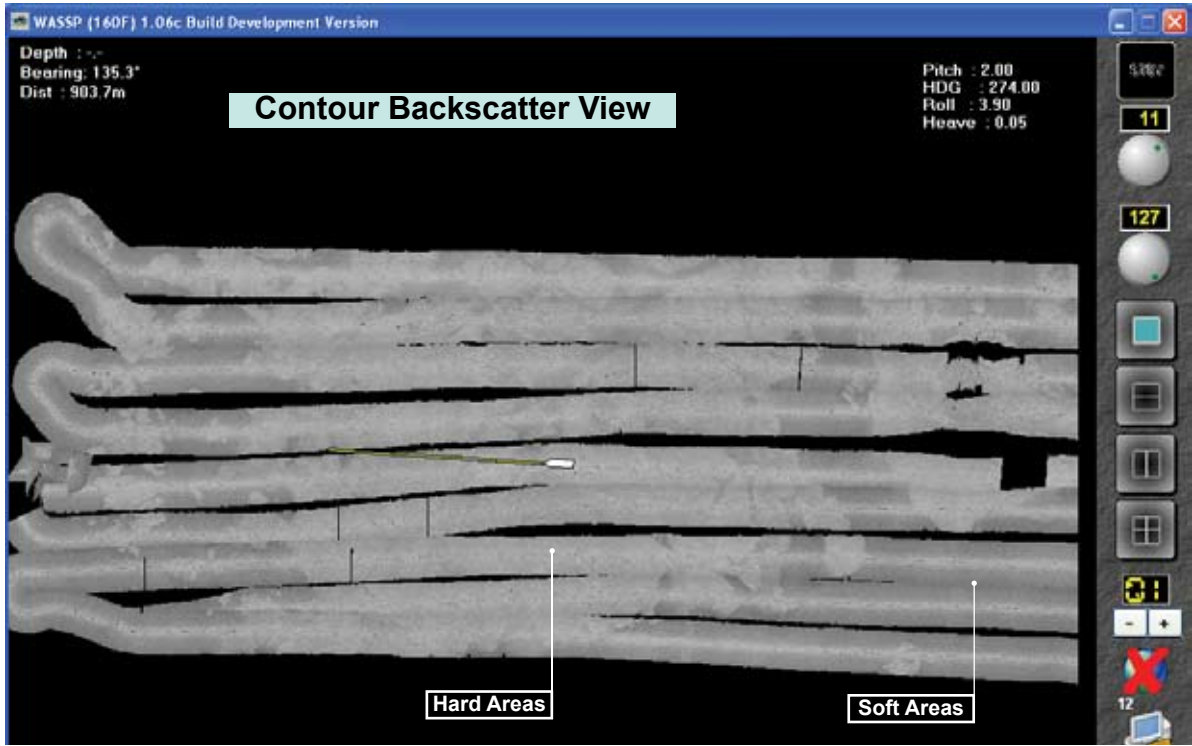 WASSP (160F) 1.06c Build Development Version
Depth : -.-
Bearing: 135.3°
Dist : 903.7m
Contour Backscatter View
Pitch : 2.00
HDG : 274.00
Roll : 3.90
Heave : 0.05
11
127
01
- +
12
Hard Areas
Soft Areas